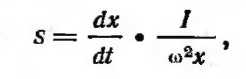 s = dx/dt • I/ω²x,